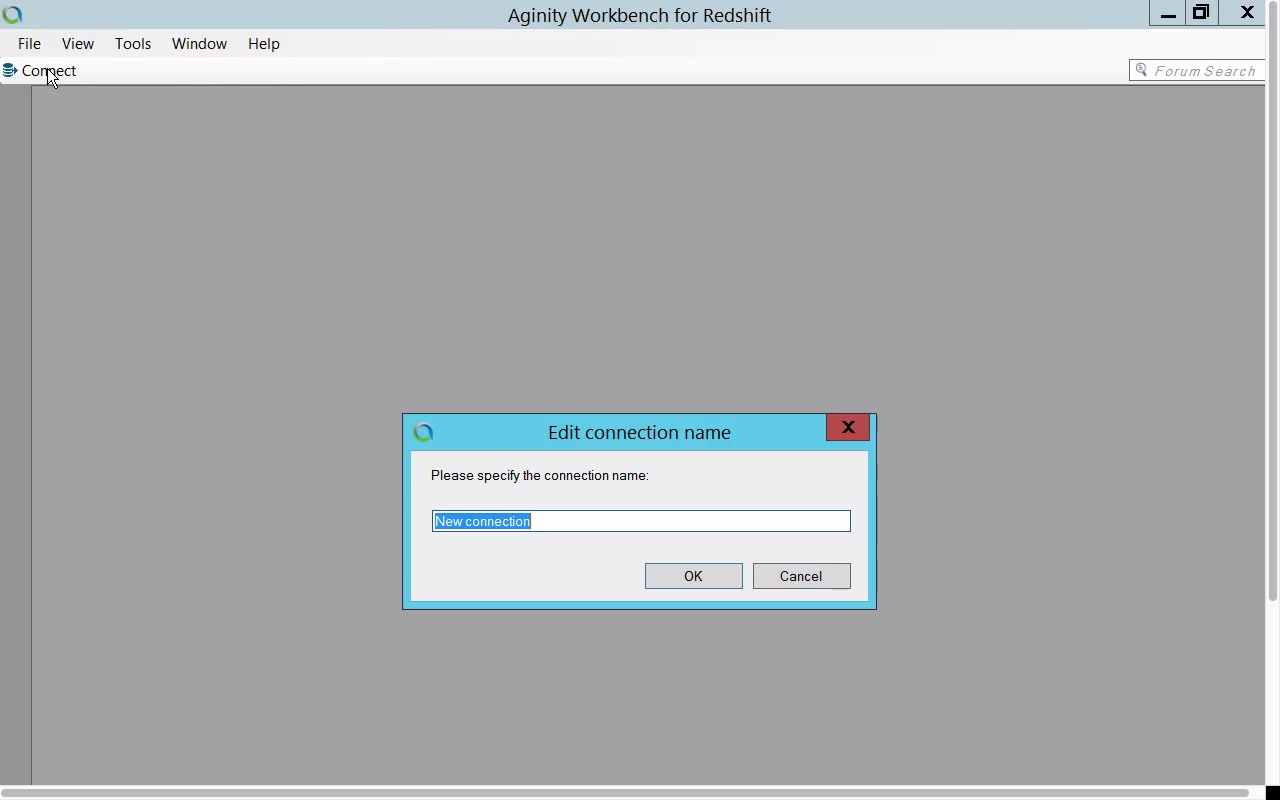 Aginity Workbench for Redshift
File View Tools Window Help
Connect
Forum Search
Edit connection name
Please specify the connection name:
New connection
OK Cancel